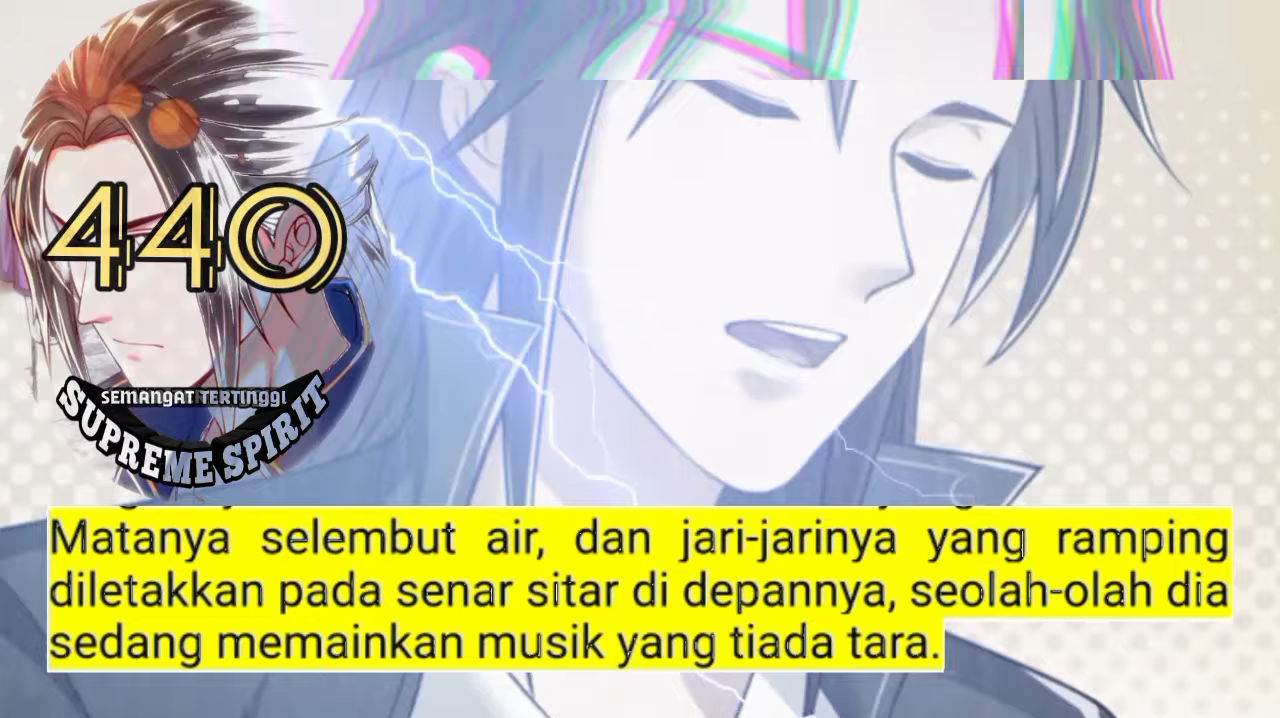 440
SEMANGAT TERTINGGI
SUPREME SPIRIT
Matanya selembut air, dan jari-jarinya yang ramping
diletakkan pada senar sitar di depannya, seolah-olah dia
sedang memainkan musik yang tiada tara.